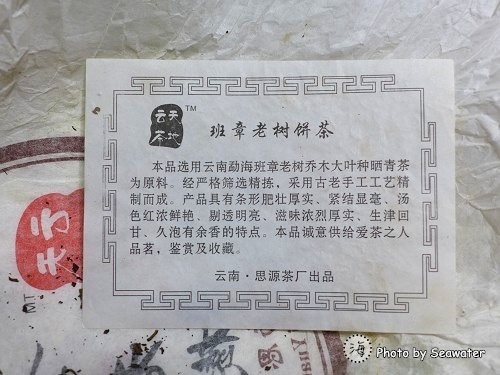 云天
茶地
TM
班章老树饼茶
本品选用云南勐海班章老树乔木大叶种晒青茶
为原料。经严格筛选精拣，采用古老手工工艺精
制而成。产品具有条形肥壮厚实、紧结显毫、汤
色红浓鲜艳、剔透明亮、滋味浓烈厚实、生津回
甘、久泡有余香的特点。本品诚意供给爱茶之人
品茗，鉴赏及收藏。
云南·思源茶厂出品
海
Photo by Seawater